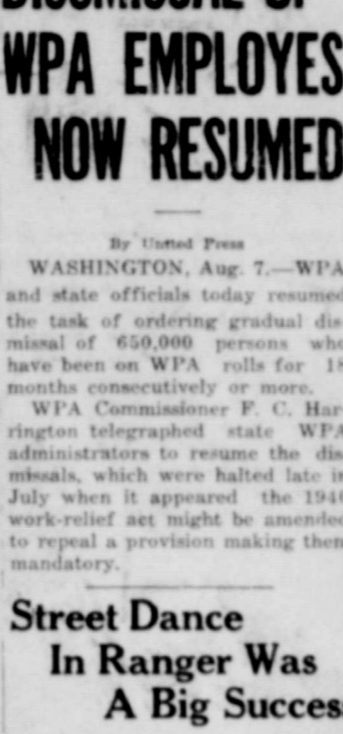 DISMISSAL OF
WPA EMPLOYES
NOW RESUMED
By United Press
WASHINGTON, Aug. 7.—WPA
and state officials today resumed
the task of ordering gradual dis
missal of 650,000 persons who
have been on WPA rolls for 18
months consecutively or more.
WPA Commissioner F. C. Har
rington telegraphed state WPA
administrators to resume the dis
missals, which were halted late in
July when it appeared the 1940
work-relief act might be amended
to repeal a provision making them
mandatory.
Street Dance
In Ranger Was
A Big Succes